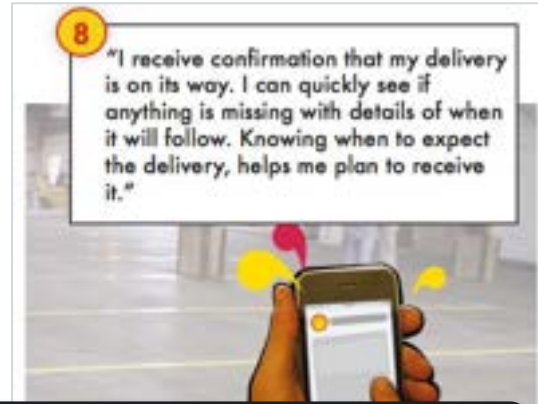 8
“I receive confirmation that my delivery
is on its way. I can quickly see if
anything is missing with details of when
it will follow. Knowing when to expect
the delivery, helps me plan to receive
it.”